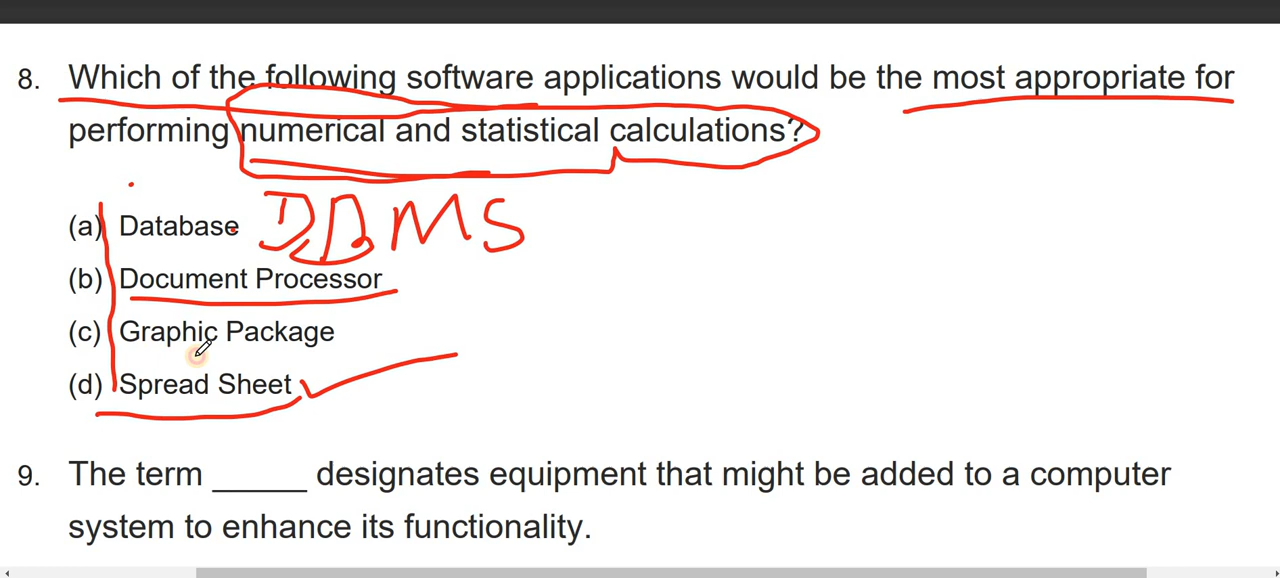 8. Which of the following software applications would be the most appropriate for
performing numerical and statistical calculations?
(a) Database DBMS
(b) Document Processor
(c) Graphic Package
(d) Spread Sheet
9. The term ______ designates equipment that might be added to a computer
system to enhance its functionality.